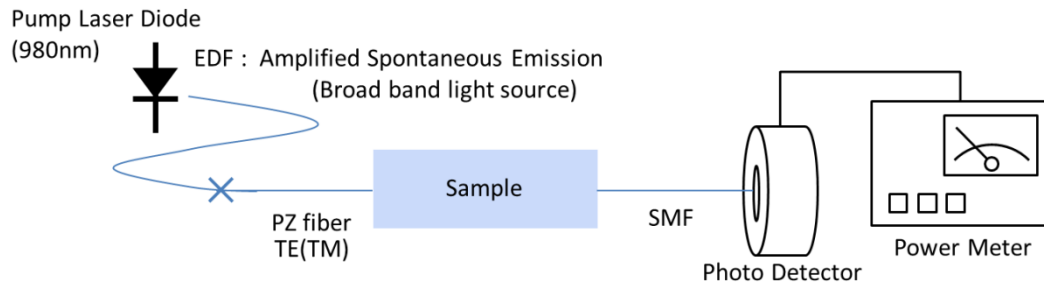 Pump Laser Diode
(980nm)
EDF : Amplified Spontaneous Emission
(Broad band light source)
Sample
PZ fiber
TE(TM)
SMF
Photo Detector
Power Meter